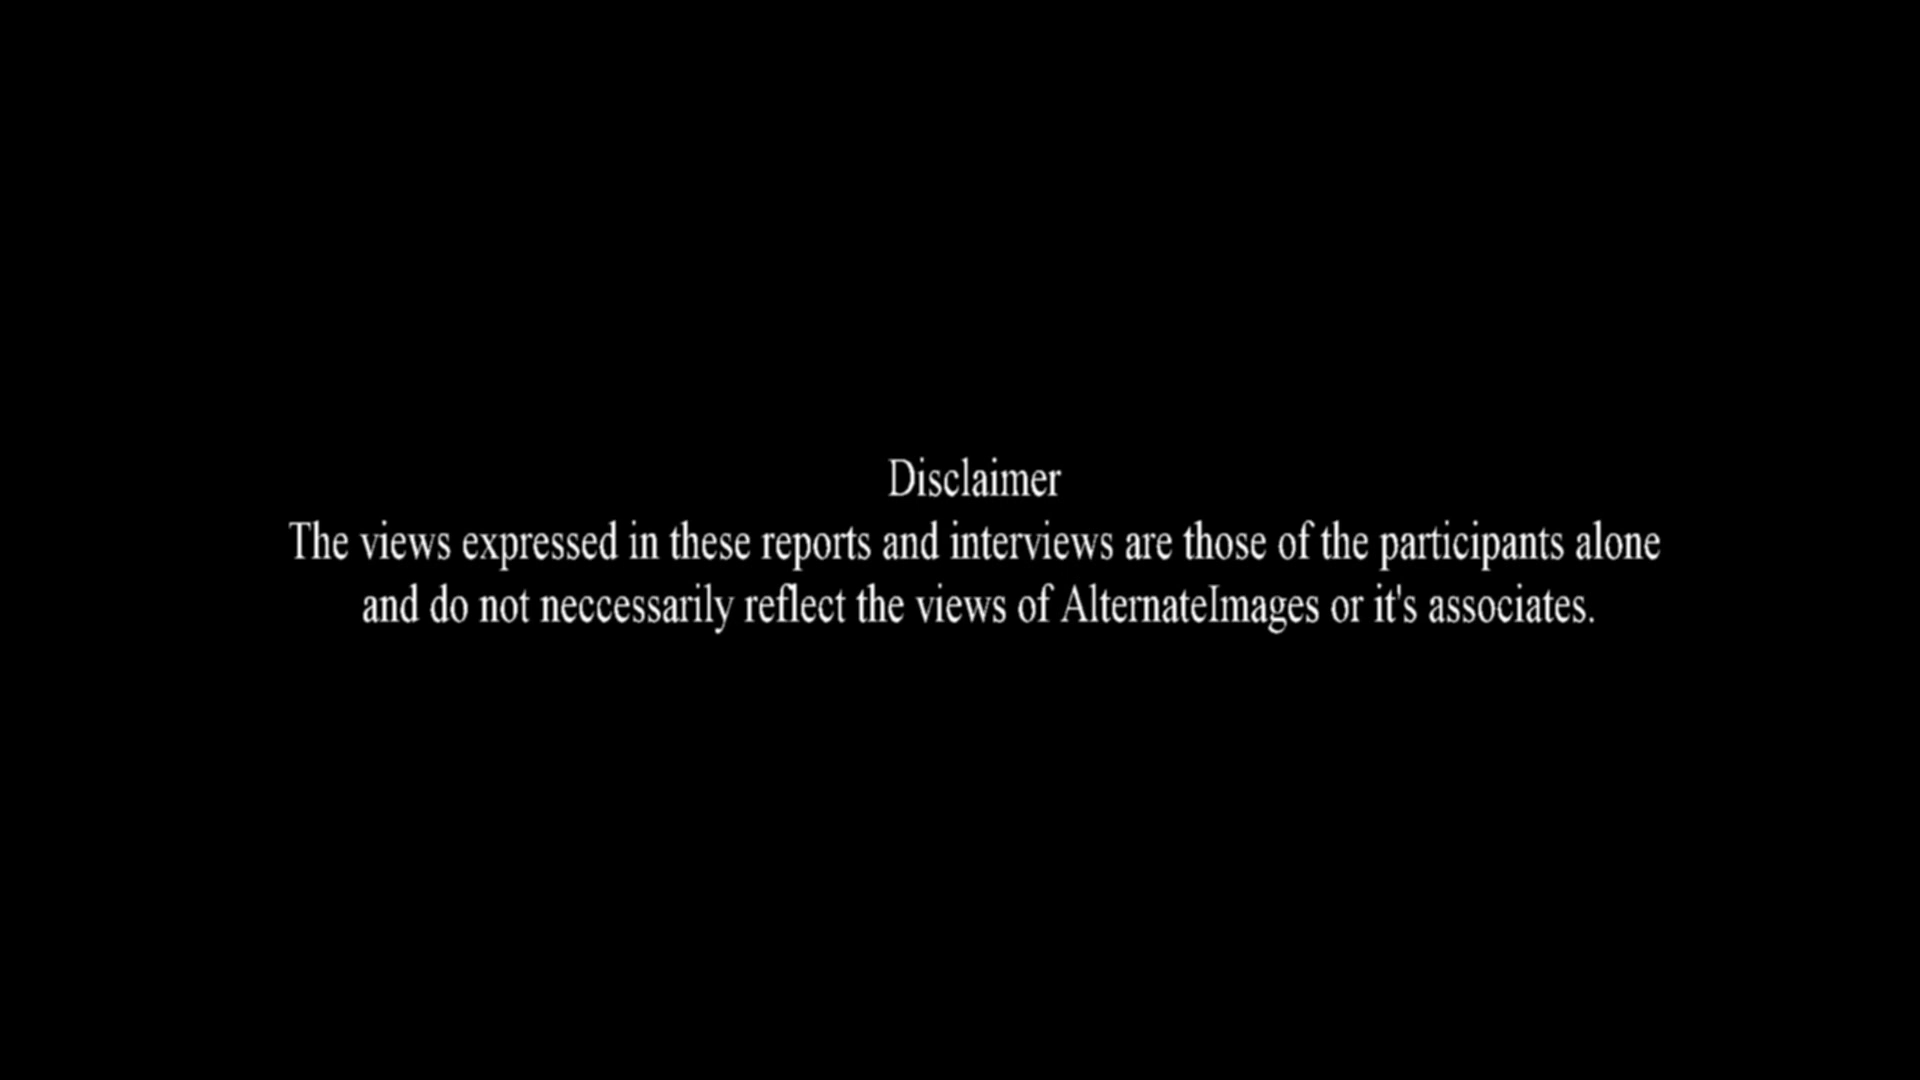 Disclaimer
The views expressed in these reports and interviews are those of the participants alone
and do not neccessarily reflect the views of AlternateImages or it's associates.